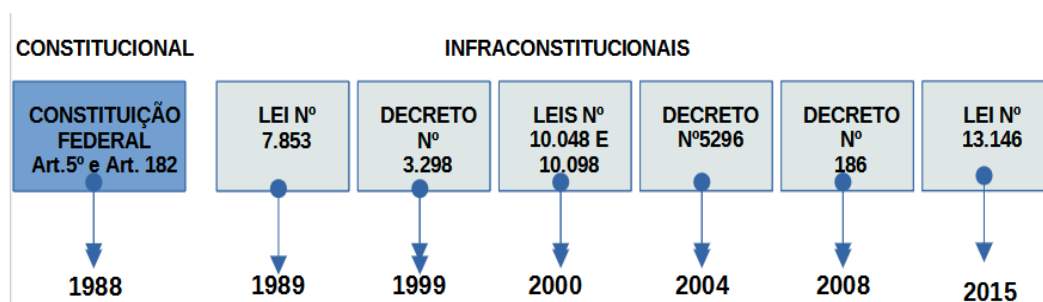 CONSTITUCIONAL
INFRACONSTITUCIONAIS
CONSTITUIÇÃO
FEDERAL
Art.5º e Art. 182
LEI Nº
7.853
DECRETO
Nº
3.298
LEIS Nº
10.048 E
10.098
DECRETO
Nº5296
DECRETO
Nº
186
LEI Nº
13.146
1988
1989
1999
2000
2004
2008
2015